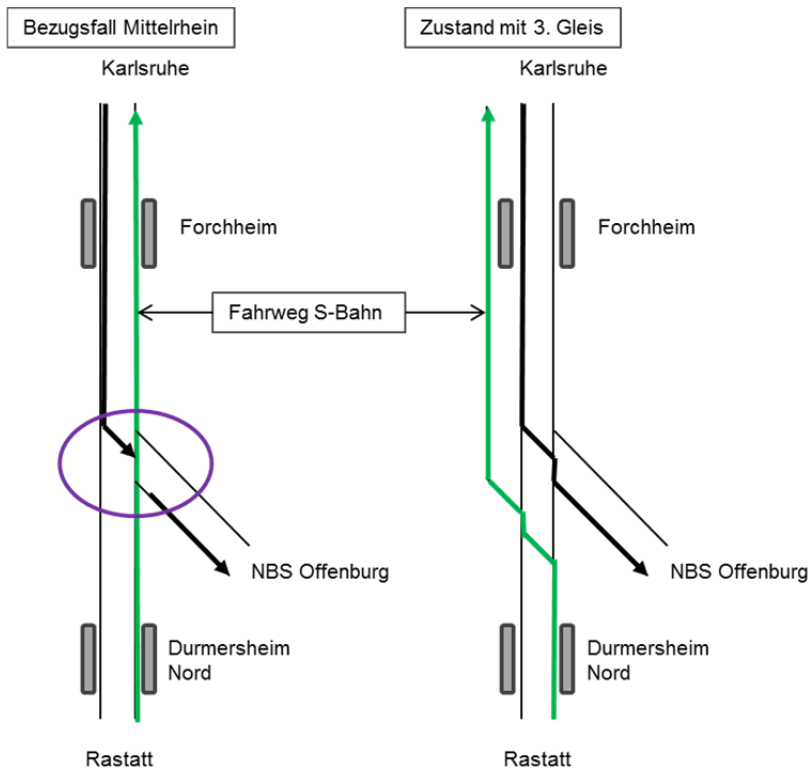 Bezugsfall Mittelrhein
Zustand mit 3. Gleis
Karlsruhe
Karlsruhe
Forchheim
Forchheim
Fahrweg S-Bahn
NBS Offenburg
NBS Offenburg
Durmersheim
Nord
Durmersheim
Nord
Rastatt
Rastatt